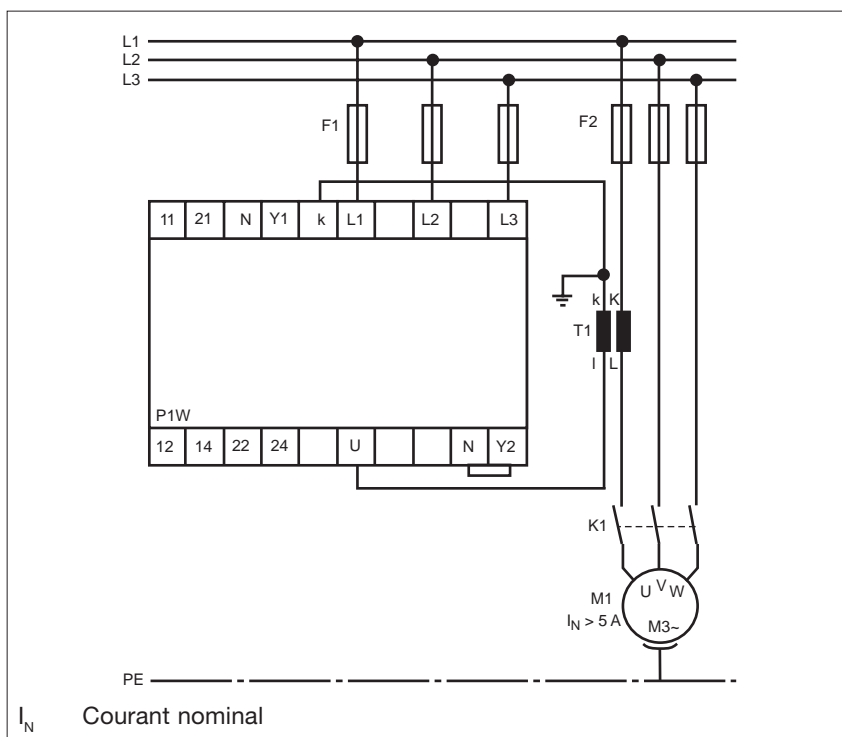 L1
L2
L3
F1
F2
11 21 N Y1 k L1 L2 L3
k K
T1
l L
P1W
12 14 22 24 U N Y2
K1
U V W
M1
I_N > 5 A
M3~
PE
I_N Courant nominal